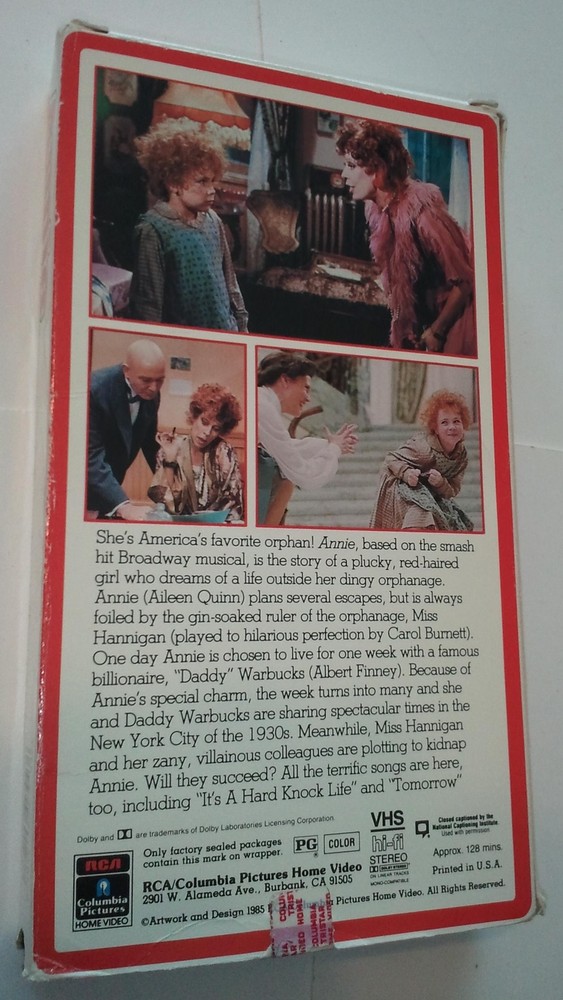 She's America's favorite orphan! Annie, based on the smash
hit Broadway musical, is the story of a plucky, red-haired
girl who dreams of a life outside her dingy orphanage.
Annie (Aileen Quinn) plans several escapes, but is always
foiled by the gin-soaked ruler of the orphanage, Miss
Hannigan (played to hilarious perfection by Carol Burnett).
One day Annie is chosen to live for one week with a famous
billionaire, "Daddy" Warbucks (Albert Finney). Because of
Annie's special charm, the week turns into many and she
and Daddy Warbucks are sharing spectacular times in the
New York City of the 1930s. Meanwhile, Miss Hannigan
and her zany, villainous colleagues are plotting to kidnap
Annie. Will they succeed? All the terrific songs are here,
too, including "It's A Hard Knock Life" and "Tomorrow"
Dolby and are trademarks of Dolby Laboratories Licensing Corporation.
Only factory sealed packages
contain this mark on wrapper.
PG
COLOR
VHS
hi-fi
STEREO
DOLBY SYSTEM
ON LINEAR TRACKS
MONO-COMPATIBLE
Closed captioned by the
National Captioning Institute.
Used with permission.
Approx. 128 mins.
Printed in U.S.A.
RCA
Columbia
Pictures
HOME VIDEO
RCA/Columbia Pictures Home Video
2901 W. Alameda Ave., Burbank, CA 91505
©Artwork and Design 1985 Pictures Home Video. All Rights Reserved.
COLUMBIA
TRISTAR
HOME